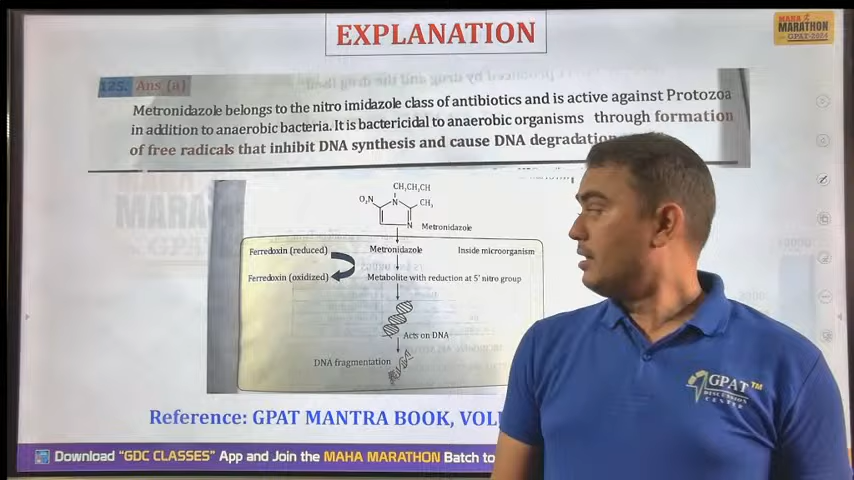 EXPLANATION
MAHA
MARATHON
GPAT-2024
125. Ans (a)
Metronidazole belongs to the nitro imidazole class of antibiotics and is active against Protozoa
in addition to anaerobic bacteria. It is bactericidal to anaerobic organisms through formation
of free radicals that inhibit DNA synthesis and cause DNA
CH₂CH₂CH
O₂N
N
CH₃
N
Metronidazole
Ferredoxin (reduced)
Metronidazole
Inside microorganism
Ferredoxin (oxidized)
Metabolite with reduction at 5' nitro group
Acts on DNA
DNA fragmentation
Reference: GPAT MANTRA BOOK,
Download "GDC CLASSES" App and Join the MAHA MARATHON Batch to
GPAT™
DISCUSSION
CENTER